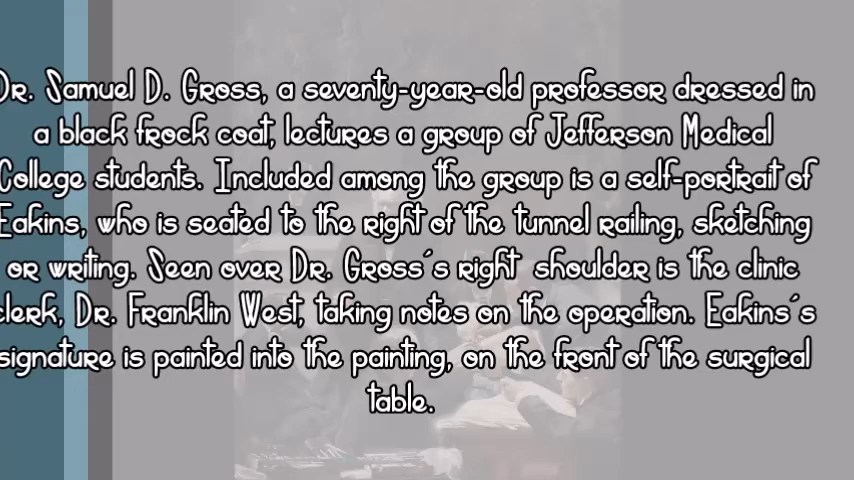 Dr. Samuel D. Gross, a seventy-year-old professor dressed in
a black frock coat, lectures a group of Jefferson Medical
College students. Included among the group is a self-portrait of
Eakins, who is seated to the right of the tunnel railing, sketching
or writing. Seen over Dr. Gross's right shoulder is the clinic
clerk, Dr. Franklin West, taking notes on the operation. Eakins's
signature is painted into the painting, on the front of the surgical
table.